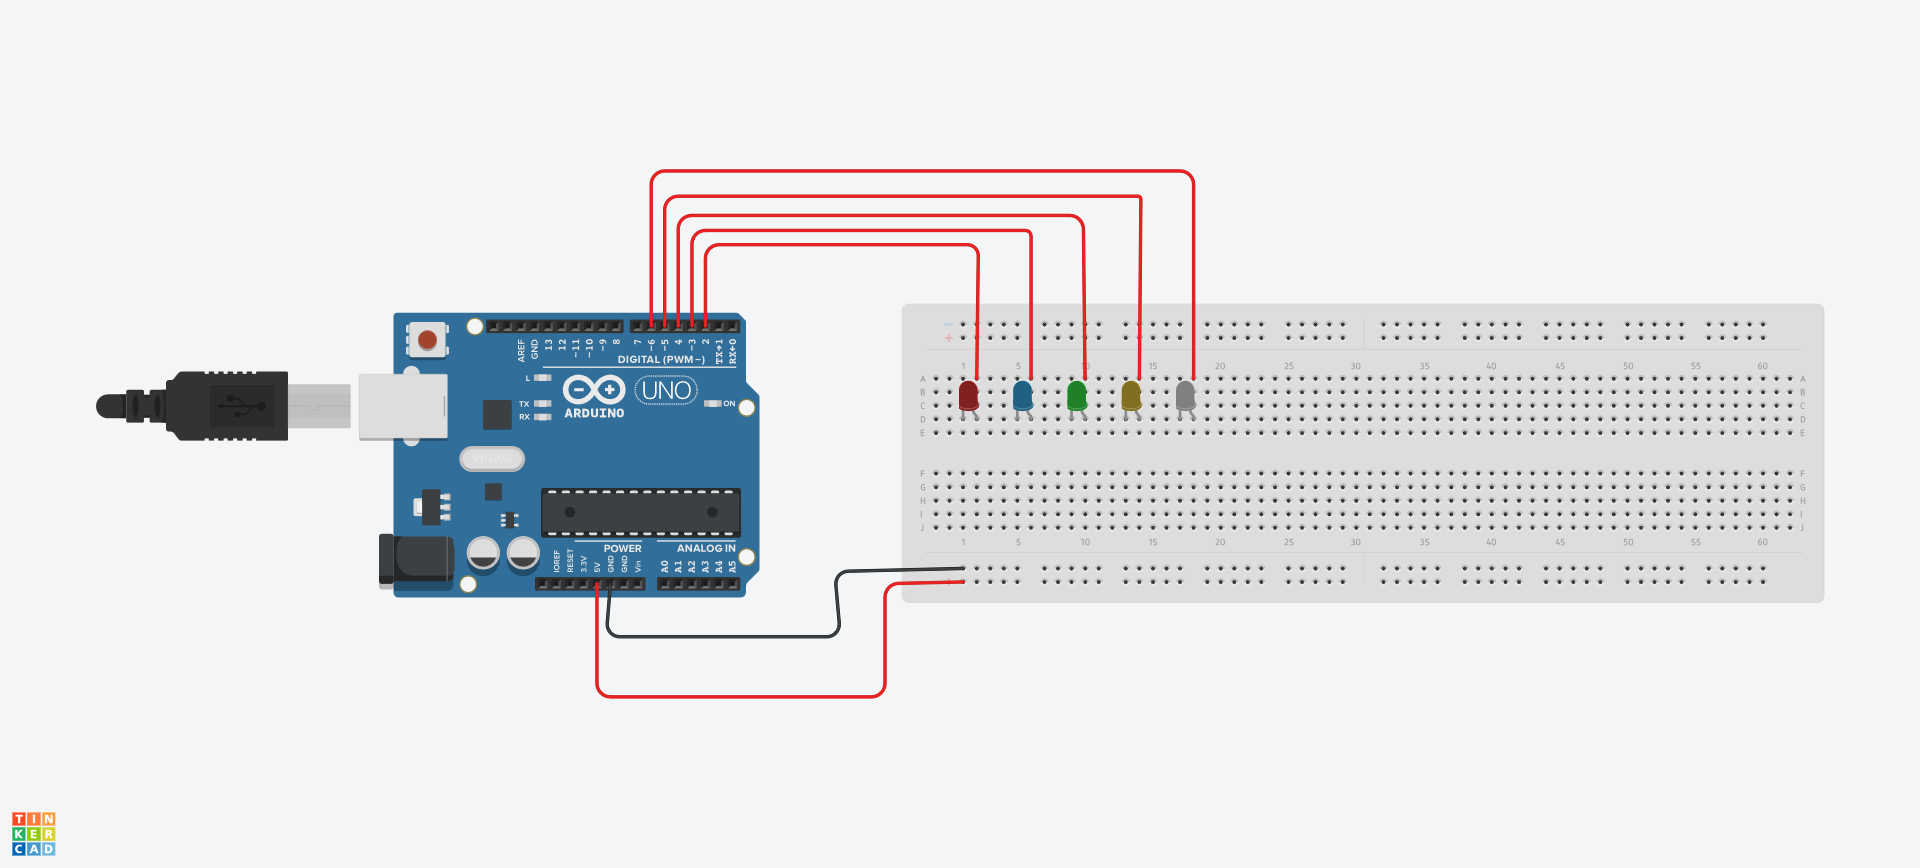 AREF
GND
13
12
~11
~10
~9
8
7
~6
~5
4
~3
2
TX→1
RX←0
DIGITAL (PWM~)
L
TX
RX
ARDUINO
UNO
ON
POWER
ANALOG IN
IOREF
RESET
3.3V
5V
GND
GND
Vin
A0
A1
A2
A3
A4
A5
− 
+
1 5 10 15 20 25 30 35 40 45 50 55 60
A A
B B
C C
D D
E E
F F
G G
H H
I I
J J
1 5 10 15 20 25 30 35 40 45 50 55 60
TIN
KER
CAD